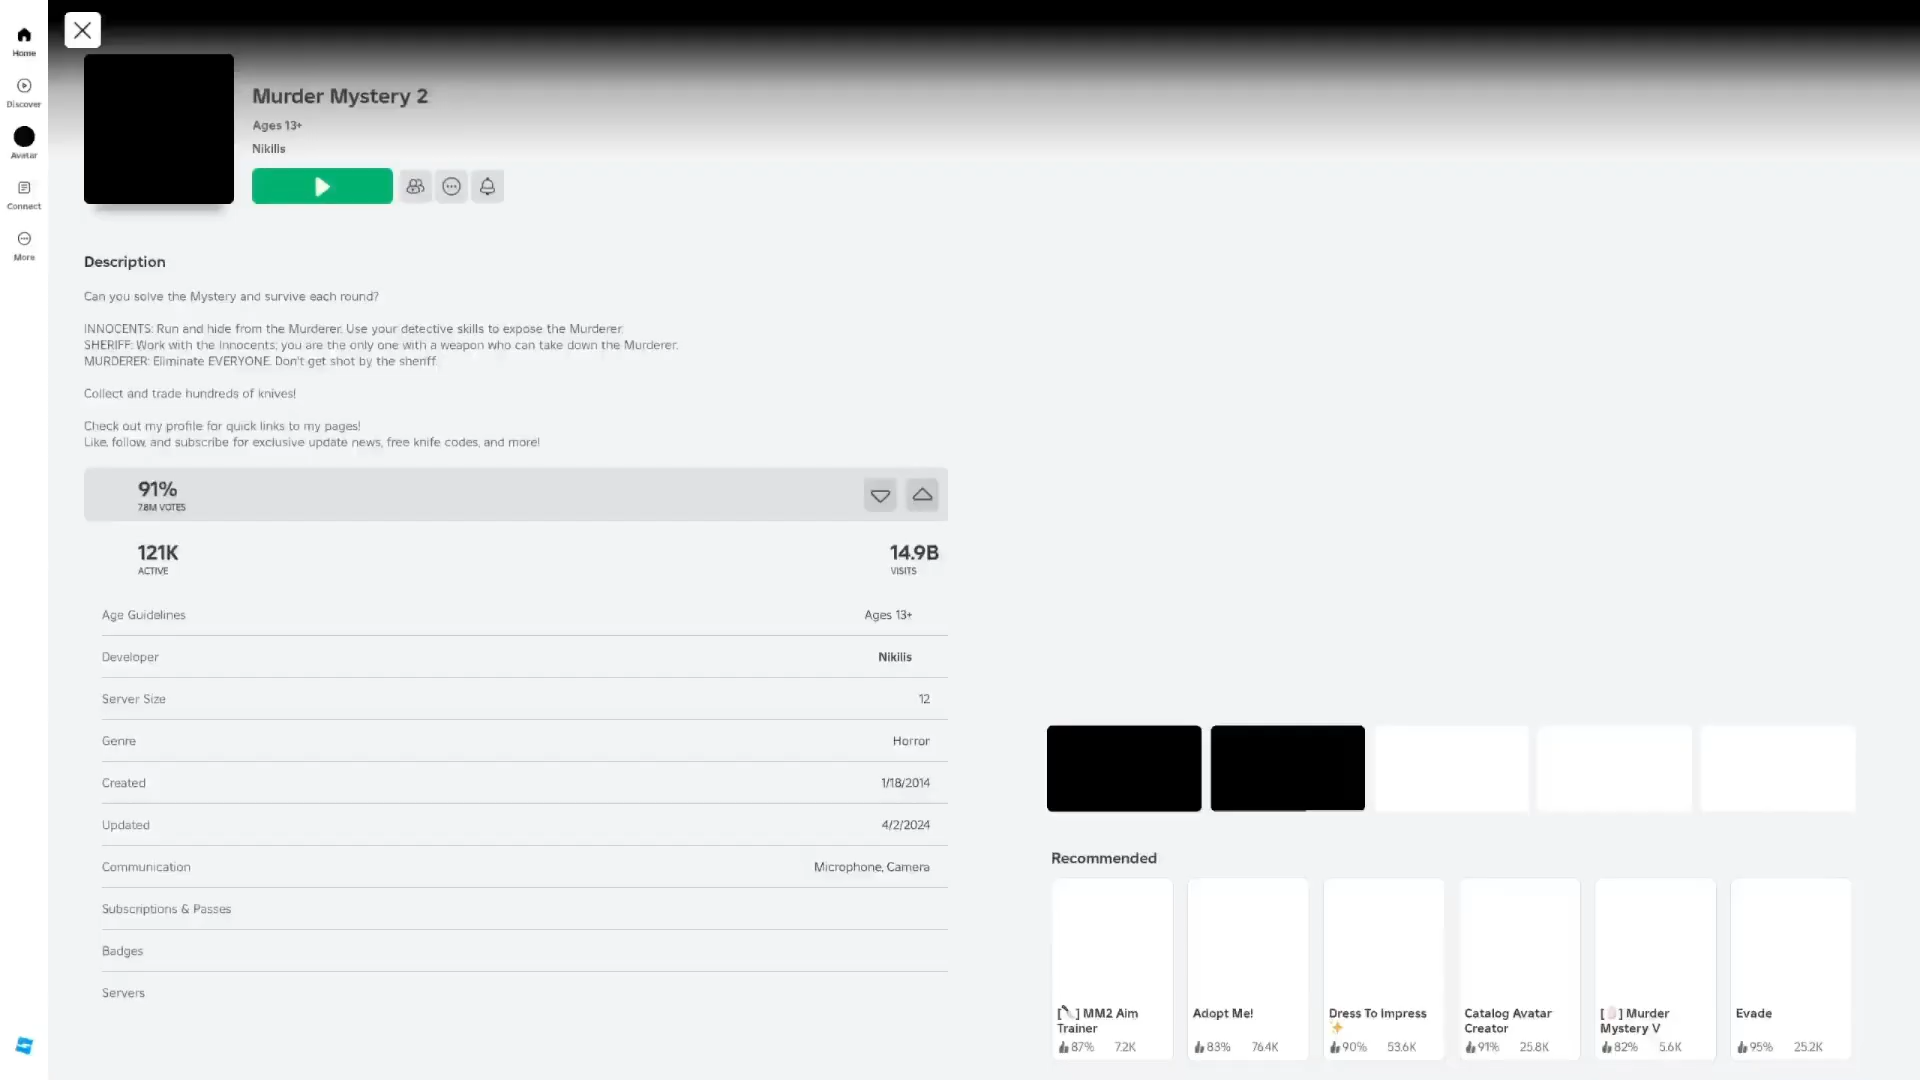 Home
Discover
Avatar
Connect
More
Murder Mystery 2
Ages 13+
Nikilis
Description
Can you solve the Mystery and survive each round?
INNOCENTS: Run and hide from the Murderer. Use your detective skills to expose the Murderer.
SHERIFF: Work with the Innocents; you are the only one with a weapon who can take down the Murderer.
MURDERER: Eliminate EVERYONE. Don't get shot by the sheriff.
Collect and trade hundreds of knives!
Check out my profile for quick links to my pages!
Like, follow, and subscribe for exclusive update news, free knife codes, and more!
91%
7.8M VOTES
121K
ACTIVE
14.9B
VISITS
Age Guidelines Ages 13+
Developer Nikilis
Server Size 12
Genre Horror
Created 1/18/2014
Updated 4/2/2024
Communication Microphone, Camera
Subscriptions & Passes
Badges
Servers
Recommended
[🔪] MM2 Aim
Trainer
87% 7.2K
Adopt Me!
83% 76.4K
Dress To Impress
✨
90% 53.6K
Catalog Avatar
Creator
91% 25.8K
[🥚] Murder
Mystery V
82% 5.6K
Evade
95% 25.2K